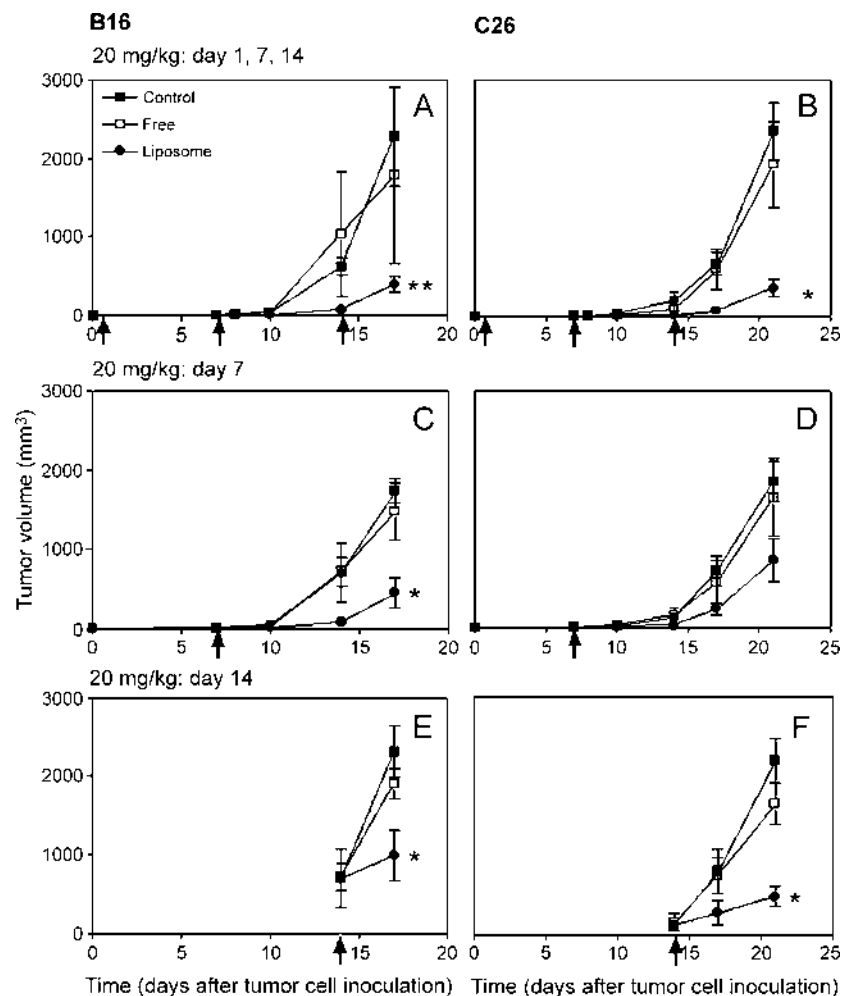 B16
C26
20 mg/kg: day 1, 7, 14
3000
2000
1000
0
Control
Free
Liposome
A
**
0 5 10 15 20
B
*
0 5 10 15 20 25
20 mg/kg: day 7
Tumor volume (mm³)
3000
2000
1000
0
C
*
0 5 10 15 20
D
0 5 10 15 20 25
20 mg/kg: day 14
3000
2000
1000
0
E
*
0 5 10 15 20
F
*
0 5 10 15 20 25
Time (days after tumor cell inoculation)
Time (days after tumor cell inoculation)